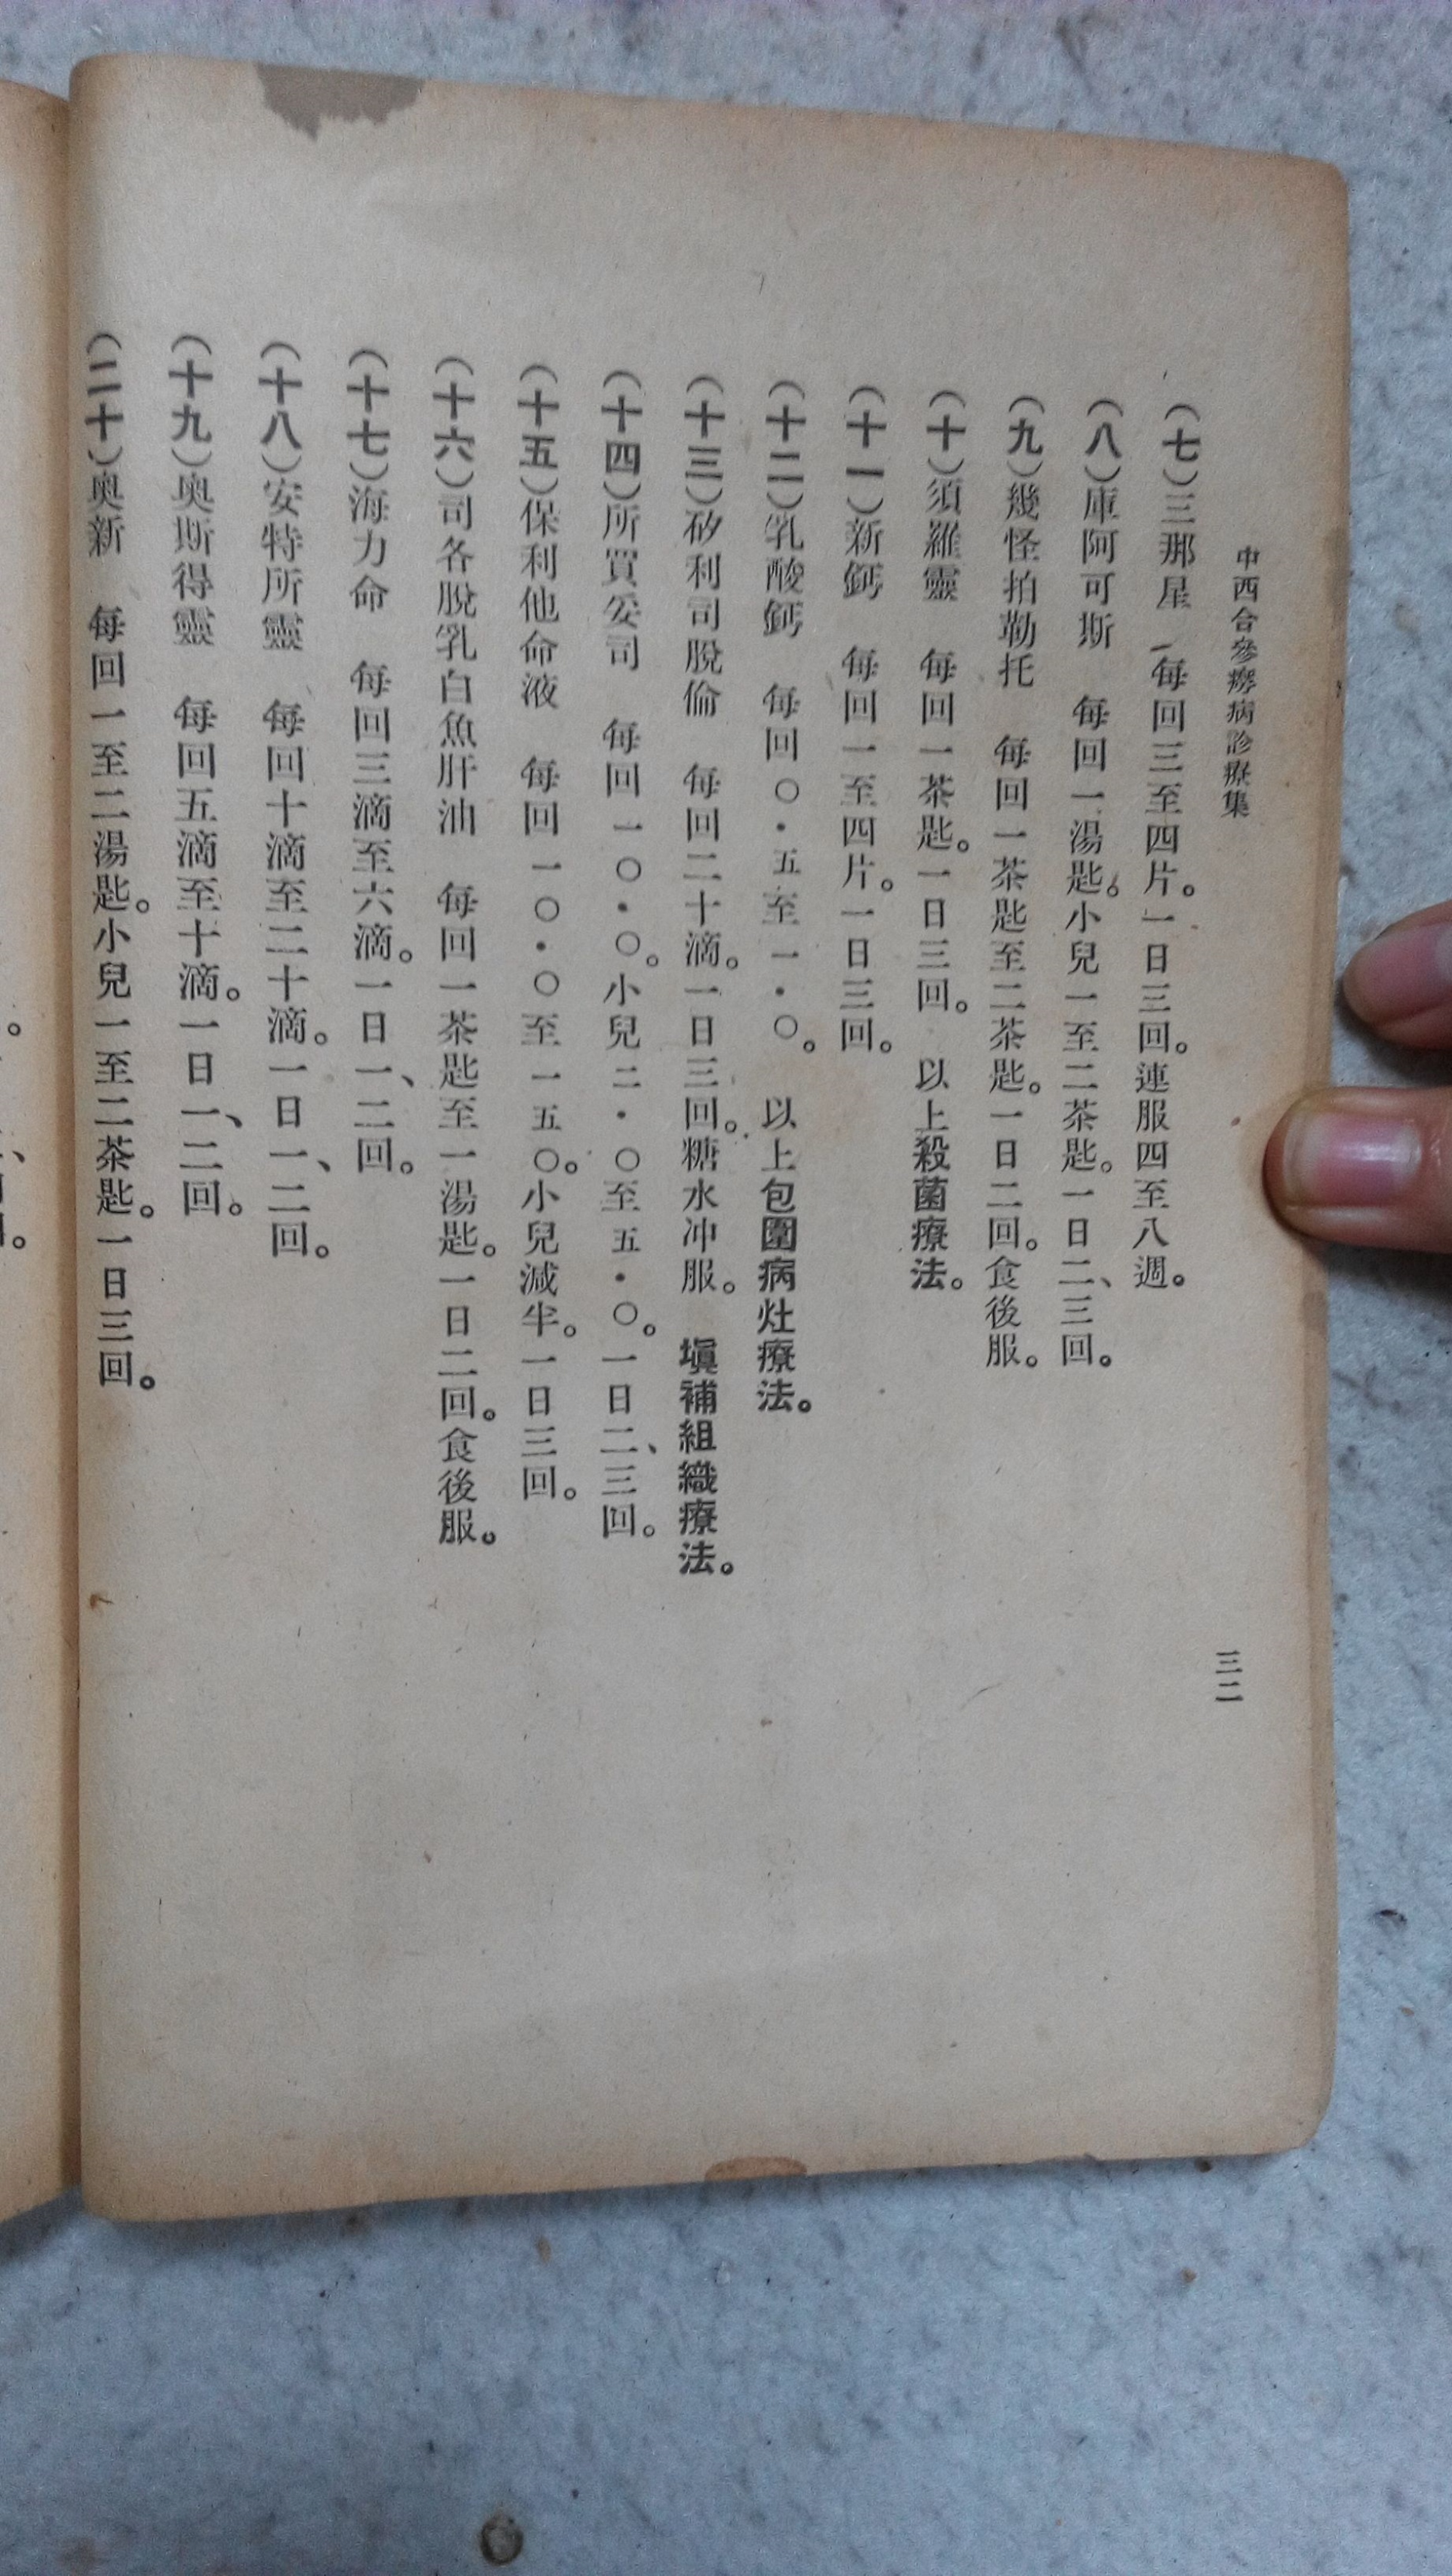 中西合參癆病診療集
三二
（七）三那星　每回三至四片。一日三回。連服四至八週。
（八）庫阿可斯　每回一湯匙。小兒一至二茶匙。一日二、三回。
（九）幾怪拍勒托　每回一茶匙至二茶匙。一日二回。食後服。
（十）須羅靈　每回一茶匙。一日三回。　以上殺菌療法。
（十一）新鈣　每回一至四片。一日三回。
（十二）乳酸鈣　每回〇・五至一・〇。　以上包圍病灶療法。
（十三）矽利司脫倫　每回二十滴。一日三回。糖水冲服。　塡補組織療法。
（十四）所買妥司　每回一〇・〇。小兒二・〇至五・〇。一日二、三回。
（十五）保利他命液　每回一〇・〇至一五〇。小兒減半。一日三回。
（十六）司各脫乳白魚肝油　每回一茶匙至一湯匙。一日二回。食後服。
（十七）海力命　每回三滴至六滴。一日一、二回。
（十八）安特所靈　每回十滴至二十滴。一日一、二回。
（十九）奥斯得靈　每回五滴至十滴。一日一、二回。
（二十）奥新　每回一至二湯匙。小兒一至二茶匙。一日三回。